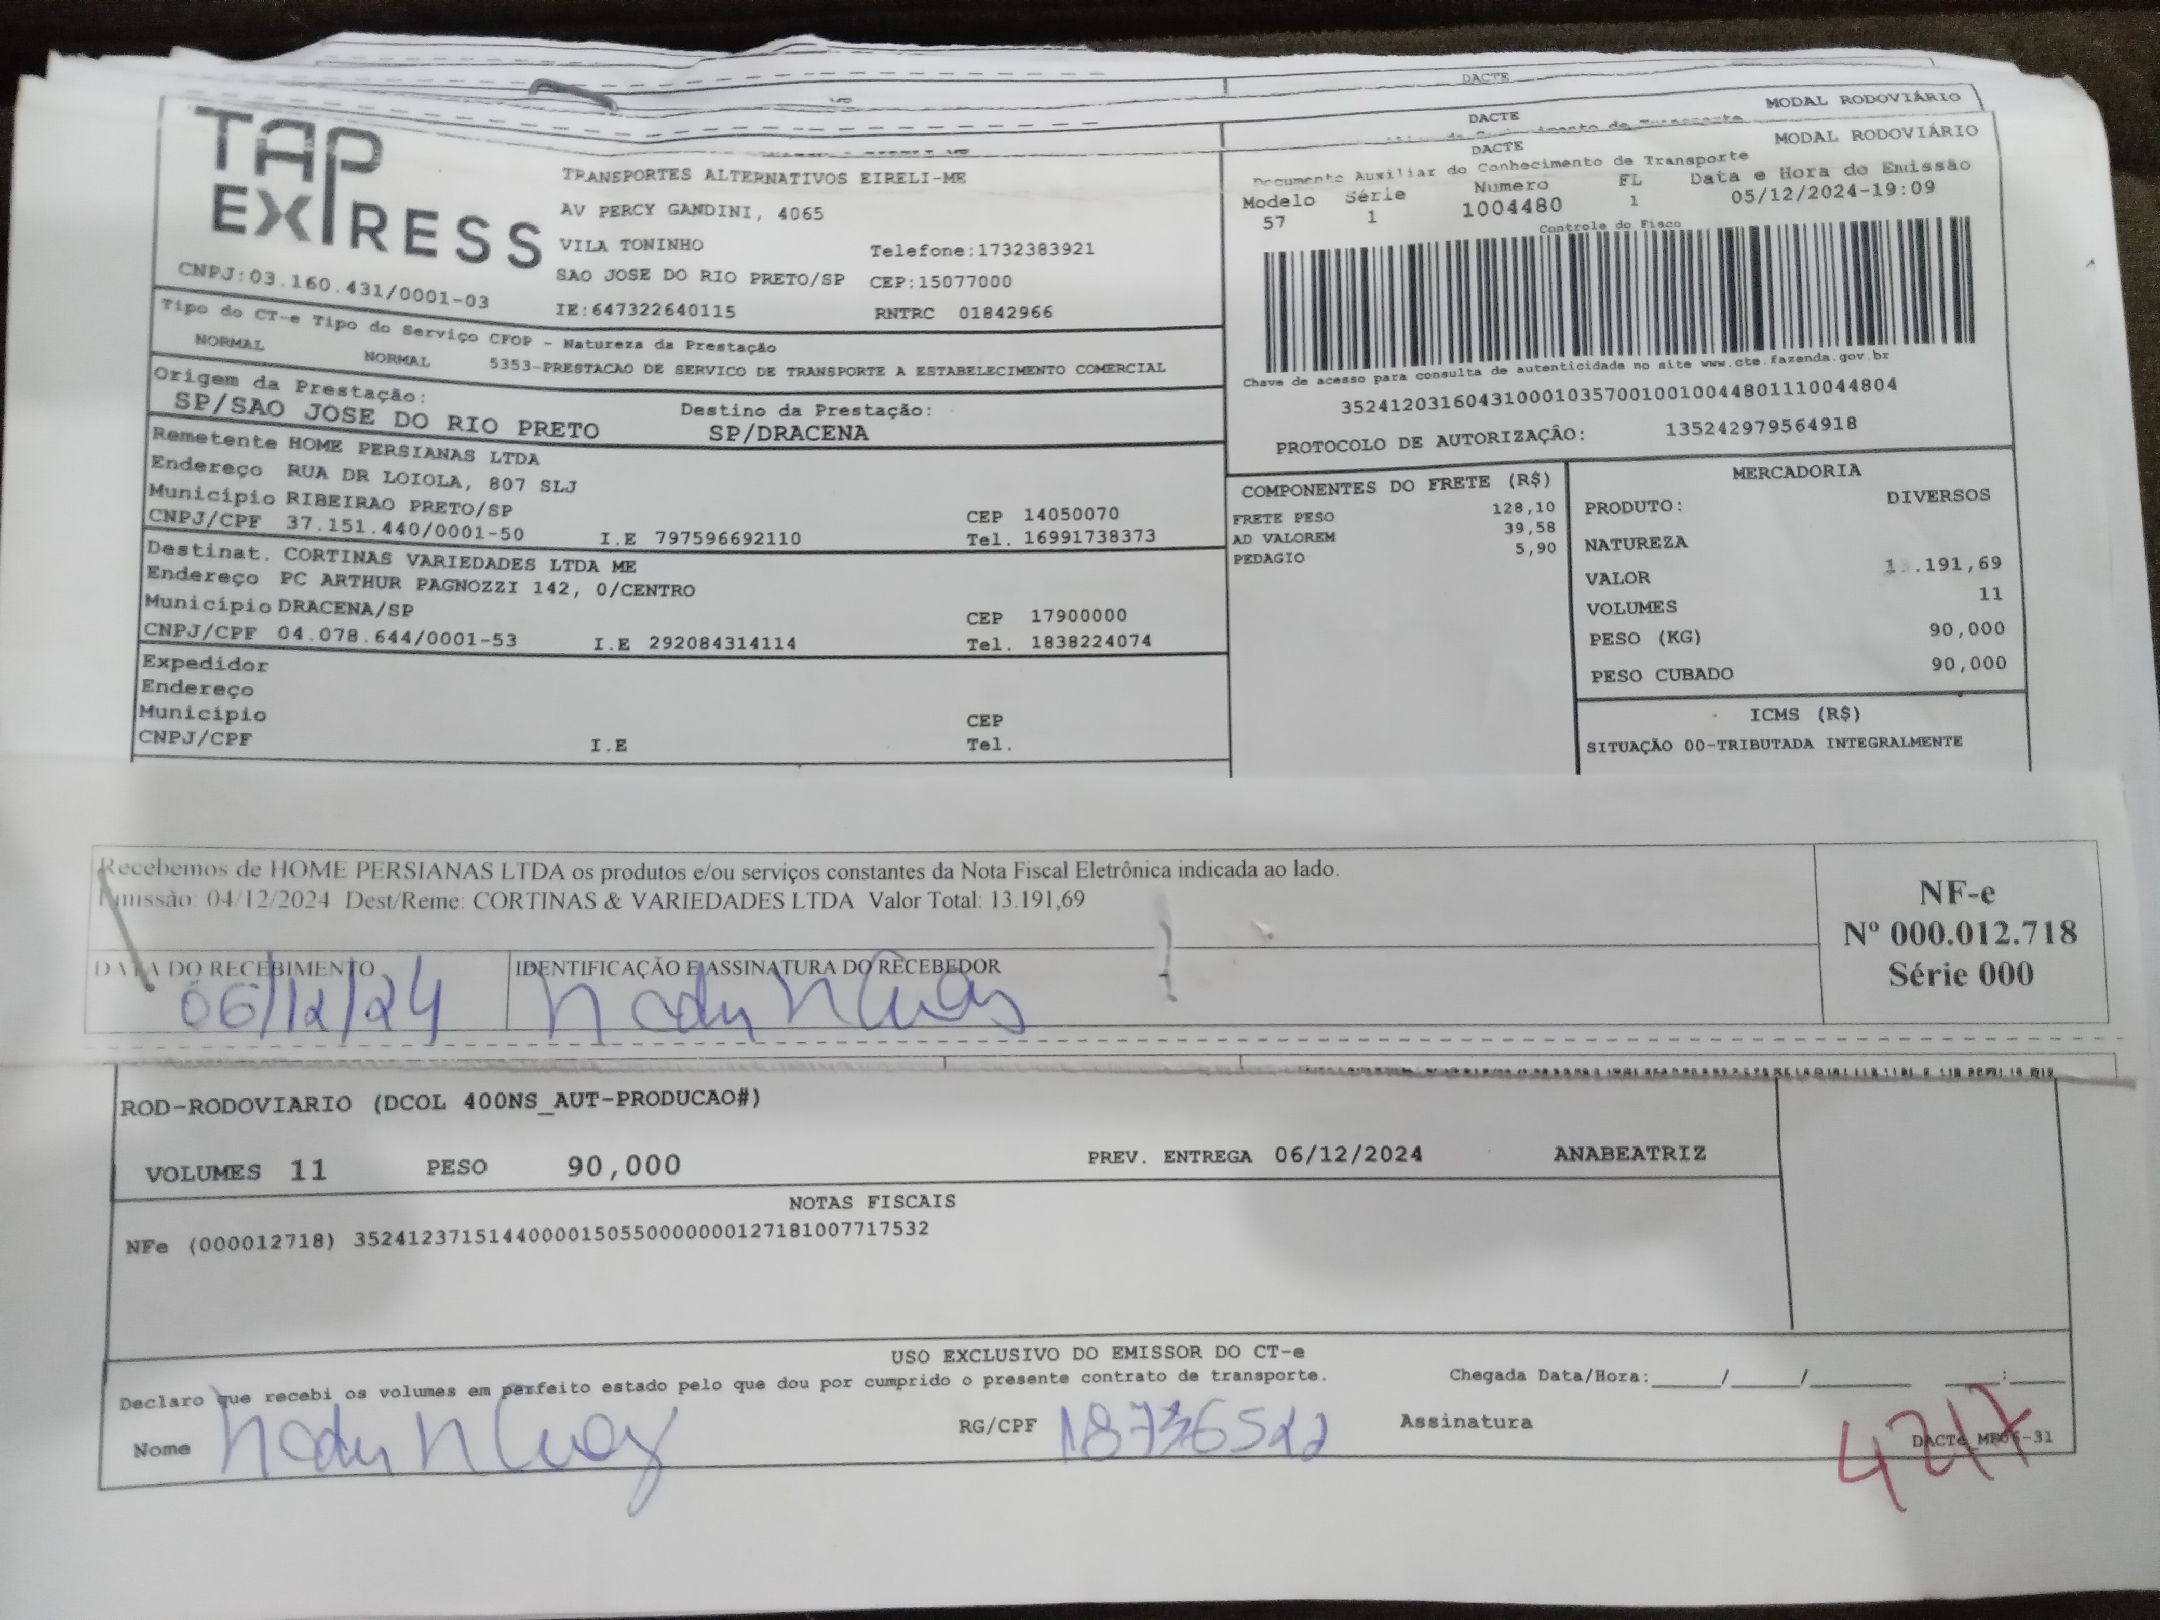 DACTE
DACTE
MODAL RODOVIÁRIO
TAP EXPRESS
CNPJ:03.160.431/0001-03
TRANSPORTES ALTERNATIVOS EIRELI-ME
AV PERCY GANDINI, 4065
VILA TONINHO Telefone:1732383921
SAO JOSE DO RIO PRETO/SP CEP:15077000
IE:647322640115 RNTRC 01842966
DACTE MODAL RODOVIÁRIO
Documento Auxiliar do Conhecimento de Transporte
Modelo Série Numero FL Data e Hora de Emissão
57 1 1004480 1 05/12/2024-19:09
Controle do Fisco
Chave de acesso para consulta de autenticidade no site www.cte.fazenda.gov.br
35241203160431000103570010010044801110044804
PROTOCOLO DE AUTORIZAÇÃO: 135242979564918
Tipo do CT-e Tipo do Serviço CFOP - Natureza da Prestação
NORMAL NORMAL 5353-PRESTACAO DE SERVICO DE TRANSPORTE A ESTABELECIMENTO COMERCIAL
Origem da Prestação: Destino da Prestação:
SP/SAO JOSE DO RIO PRETO SP/DRACENA
Remetente HOME PERSIANAS LTDA
Endereço RUA DR LOIOLA, 807 SLJ
Município RIBEIRAO PRETO/SP CEP 14050070
CNPJ/CPF 37.151.440/0001-50 I.E 797596692110 Tel. 16991738373
Destinat. CORTINAS VARIEDADES LTDA ME
Endereço PC ARTHUR PAGNOZZI 142, 0/CENTRO
Município DRACENA/SP CEP 17900000
CNPJ/CPF 04.078.644/0001-53 I.E 292084314114 Tel. 1838224074
Expedidor
Endereço
Município CEP
CNPJ/CPF I.E Tel.
COMPONENTES DO FRETE (R$)
FRETE PESO 128,10
AD VALOREM 39,58
PEDAGIO 5,90
MERCADORIA
PRODUTO: DIVERSOS
NATUREZA
VALOR 13.191,69
VOLUMES 11
PESO (KG) 90,000
PESO CUBADO 90,000
ICMS (R$)
SITUAÇÃO 00-TRIBUTADA INTEGRALMENTE
Recebemos de HOME PERSIANAS LTDA os produtos e/ou serviços constantes da Nota Fiscal Eletrônica indicada ao lado.
Emissão: 04/12/2024 Dest/Reme: CORTINAS & VARIEDADES LTDA Valor Total: 13.191,69
DATA DO RECEBIMENTO IDENTIFICAÇÃO E ASSINATURA DO RECEBEDOR
06/12/24
NF-e
Nº 000.012.718
Série 000
ROD-RODOVIARIO (DCOL 400NS_AUT-PRODUCAO#)
VOLUMES 11 PESO 90,000 PREV. ENTREGA 06/12/2024 ANABEATRIZ
NOTAS FISCAIS
NFe (000012718) 35241237151440000150550000000127181007717532
USO EXCLUSIVO DO EMISSOR DO CT-e
Declaro que recebi os volumes em perfeito estado pelo que dou por cumprido o presente contrato de transporte. Chegada Data/Hora:_____/_____/_______ ____:____
Nome RG/CPF Assinatura